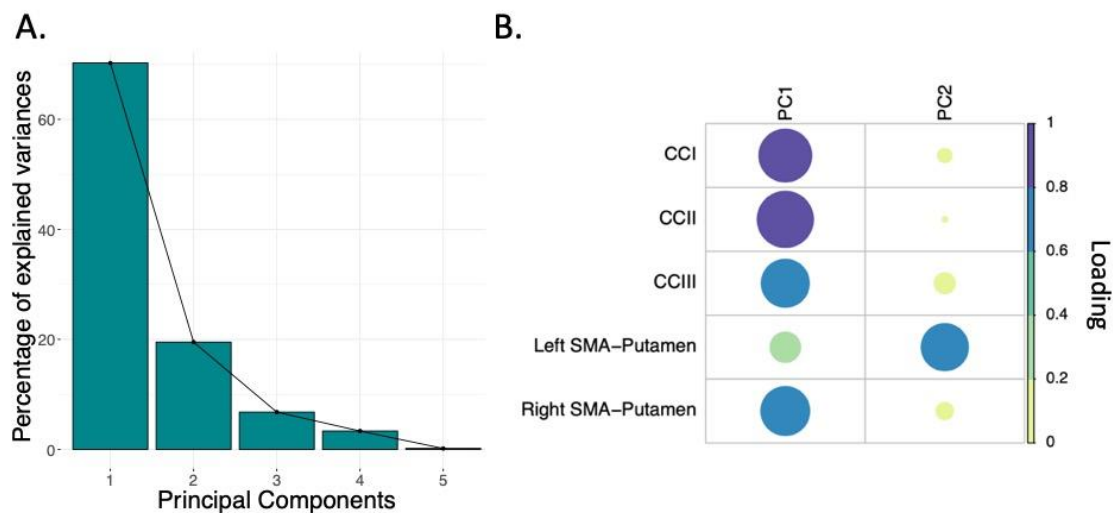 A.
Percentage of explained variances
60
40
20
0
1 2 3 4 5
Principal Components
B.
PC1 PC2
CCI
CCII
CCIII
Left SMA−Putamen
Right SMA−Putamen
1
0.8
0.6
0.4
0.2
0
Loading